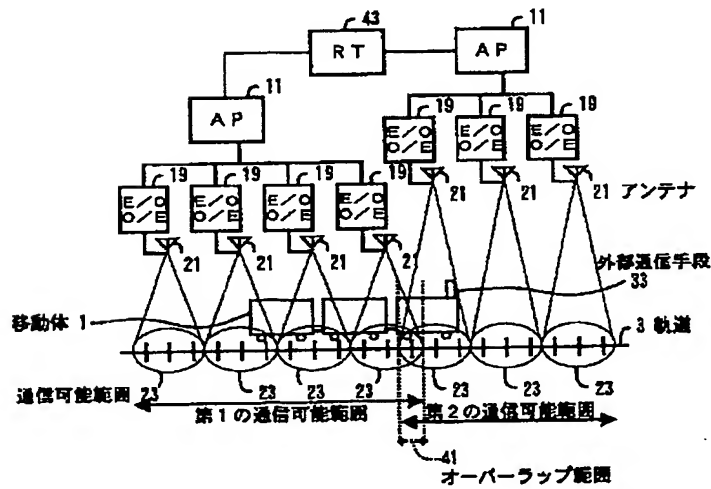 43
11
RT
AP
11
AP
19 19 19
E/O
O/E
E/O
O/E
E/O
O/E
19 19 19 19
E/O
O/E
E/O
O/E
E/O
O/E
E/O
O/E
21 21 21 アンテナ
21 21 21 21
外部通信手段
33
移動体 1
3 軌道
通信可能範囲
23 23 23 23 23 23 23
第1の通信可能範囲
第2の通信可能範囲
41
オーバーラップ範囲